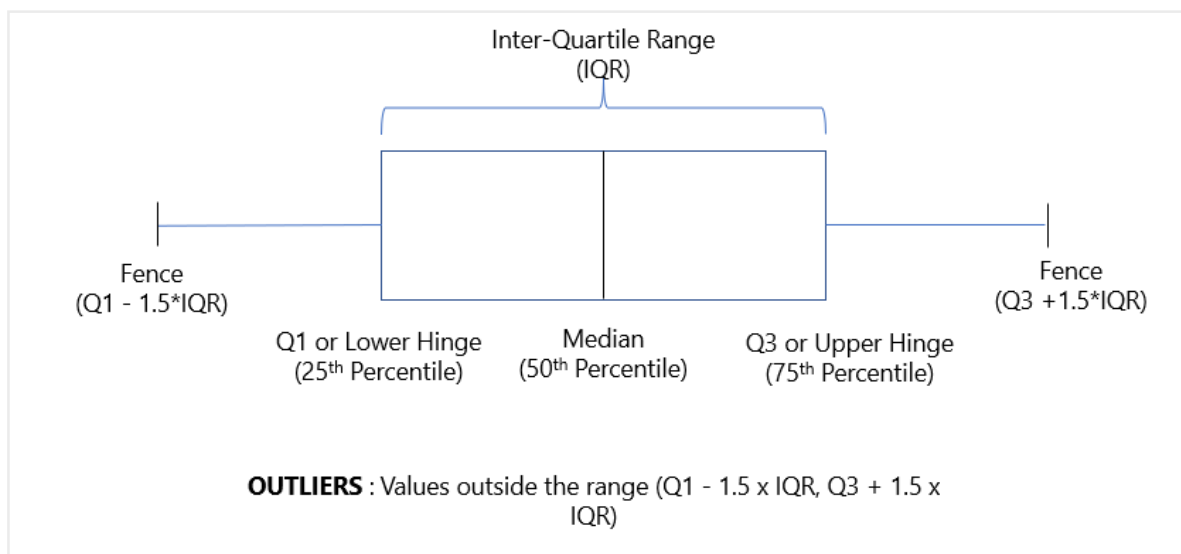 Inter-Quartile Range
(IQR)
Fence
(Q1 - 1.5*IQR)
Fence
(Q3 +1.5*IQR)
Q1 or Lower Hinge
(25th Percentile)
Median
(50th Percentile)
Q3 or Upper Hinge
(75th Percentile)
OUTLIERS : Values outside the range (Q1 - 1.5 x IQR, Q3 + 1.5 x
IQR)